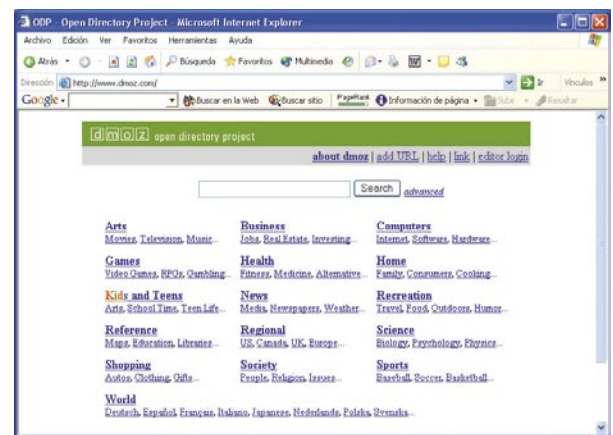 ODP - Open Directory Project - Microsoft Internet Explorer
Archivo Edición Ver Favoritos Herramientas Ayuda
Atrás Búsqueda Favoritos Multimedia
Dirección http://www.dmoz.com/ Ir Vínculos »
Google Buscar en la Web Buscar sitio PageRank Información de página Subir Resaltar
dmoz open directory project
about dmoz | add URL | help | link | editor login
Search advanced
Arts Business Computers
Movies, Television, Music... Jobs, Real Estate, Investing... Internet, Software, Hardware...
Games Health Home
Video Games, RPGs, Gambling... Fitness, Medicine, Alternative... Family, Consumers, Cooking...
Kids and Teens News Recreation
Arts, School Time, Teen Life... Media, Newspapers, Weather... Travel, Food, Outdoors, Humor...
Reference Regional Science
Maps, Education, Libraries... US, Canada, UK, Europe... Biology, Psychology, Physics...
Shopping Society Sports
Autos, Clothing, Gifts... People, Religion, Issues... Baseball, Soccer, Basketball...
World
Deutsch, Español, Français, Italiano, Japanese, Nederlands, Polska, Svenska...